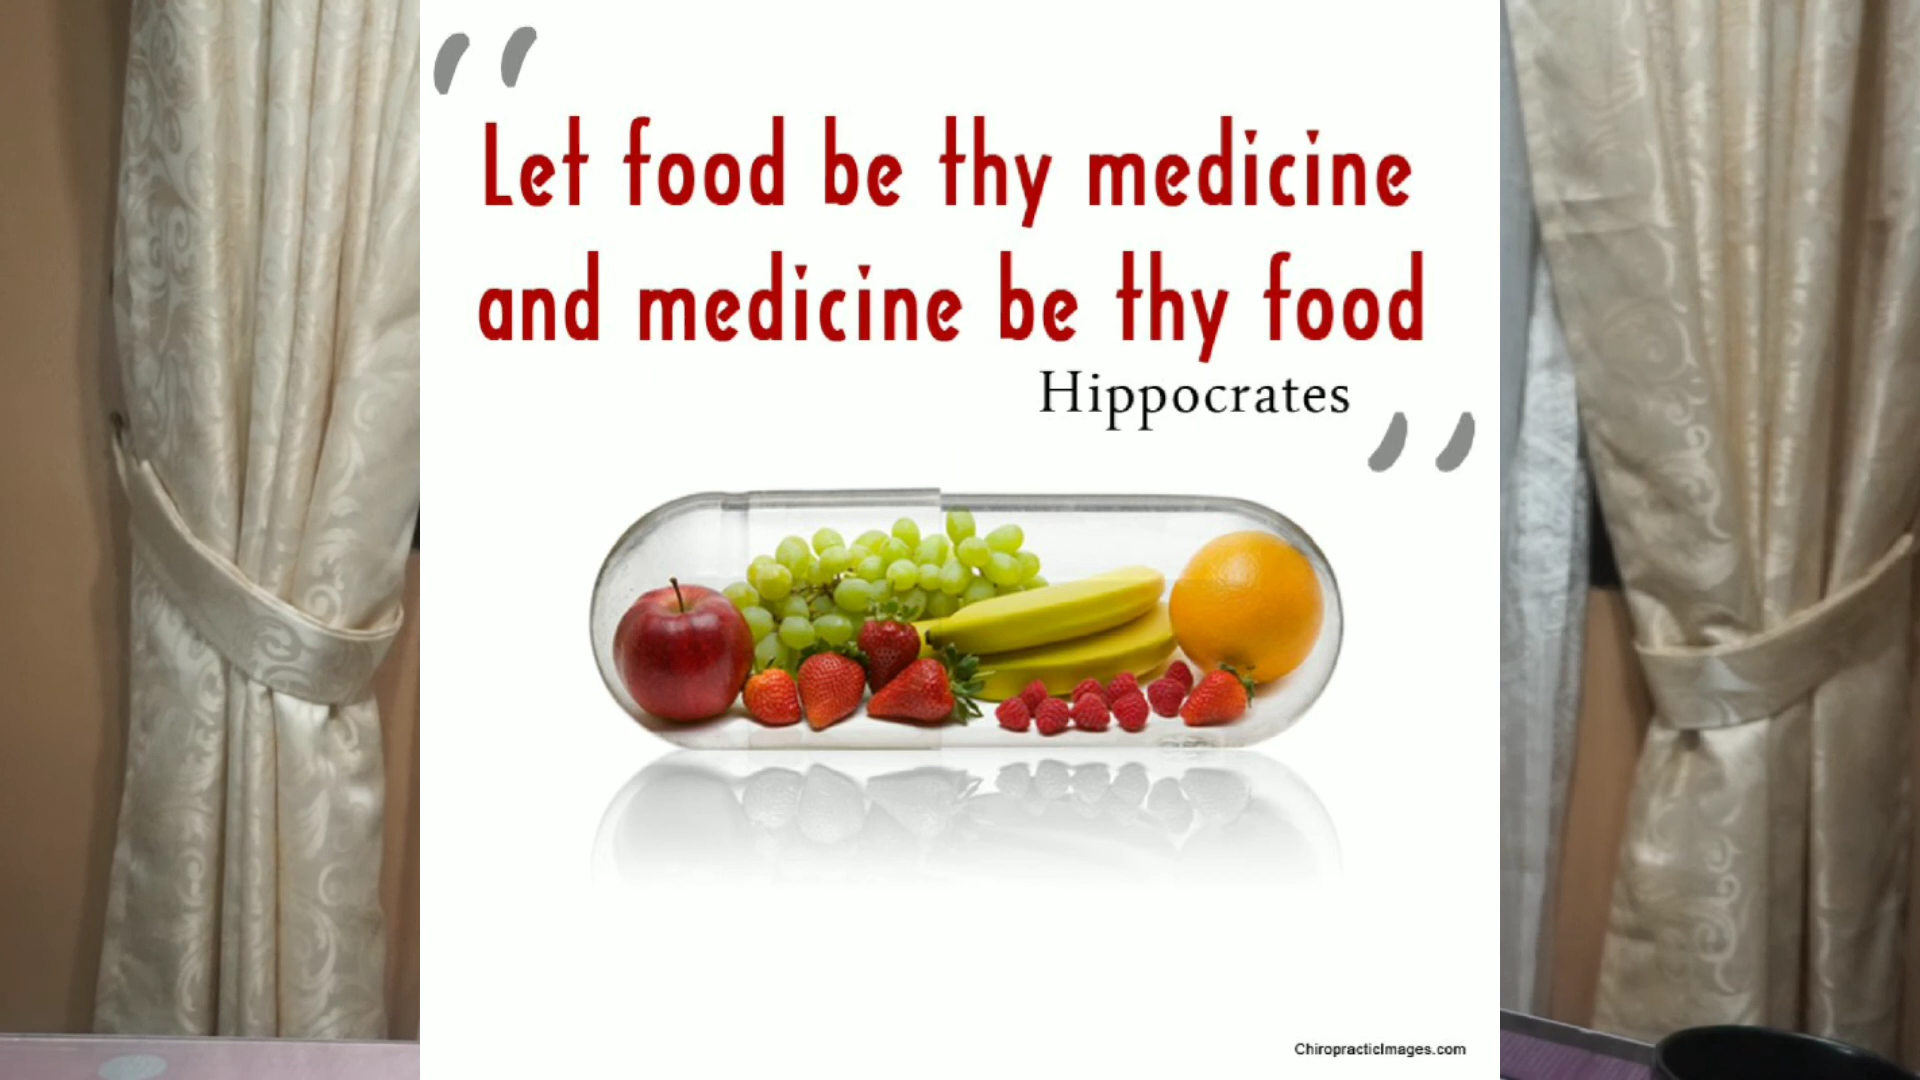 Let food be thy medicine
and medicine be thy food
Hippocrates
ChiropracticImages.com